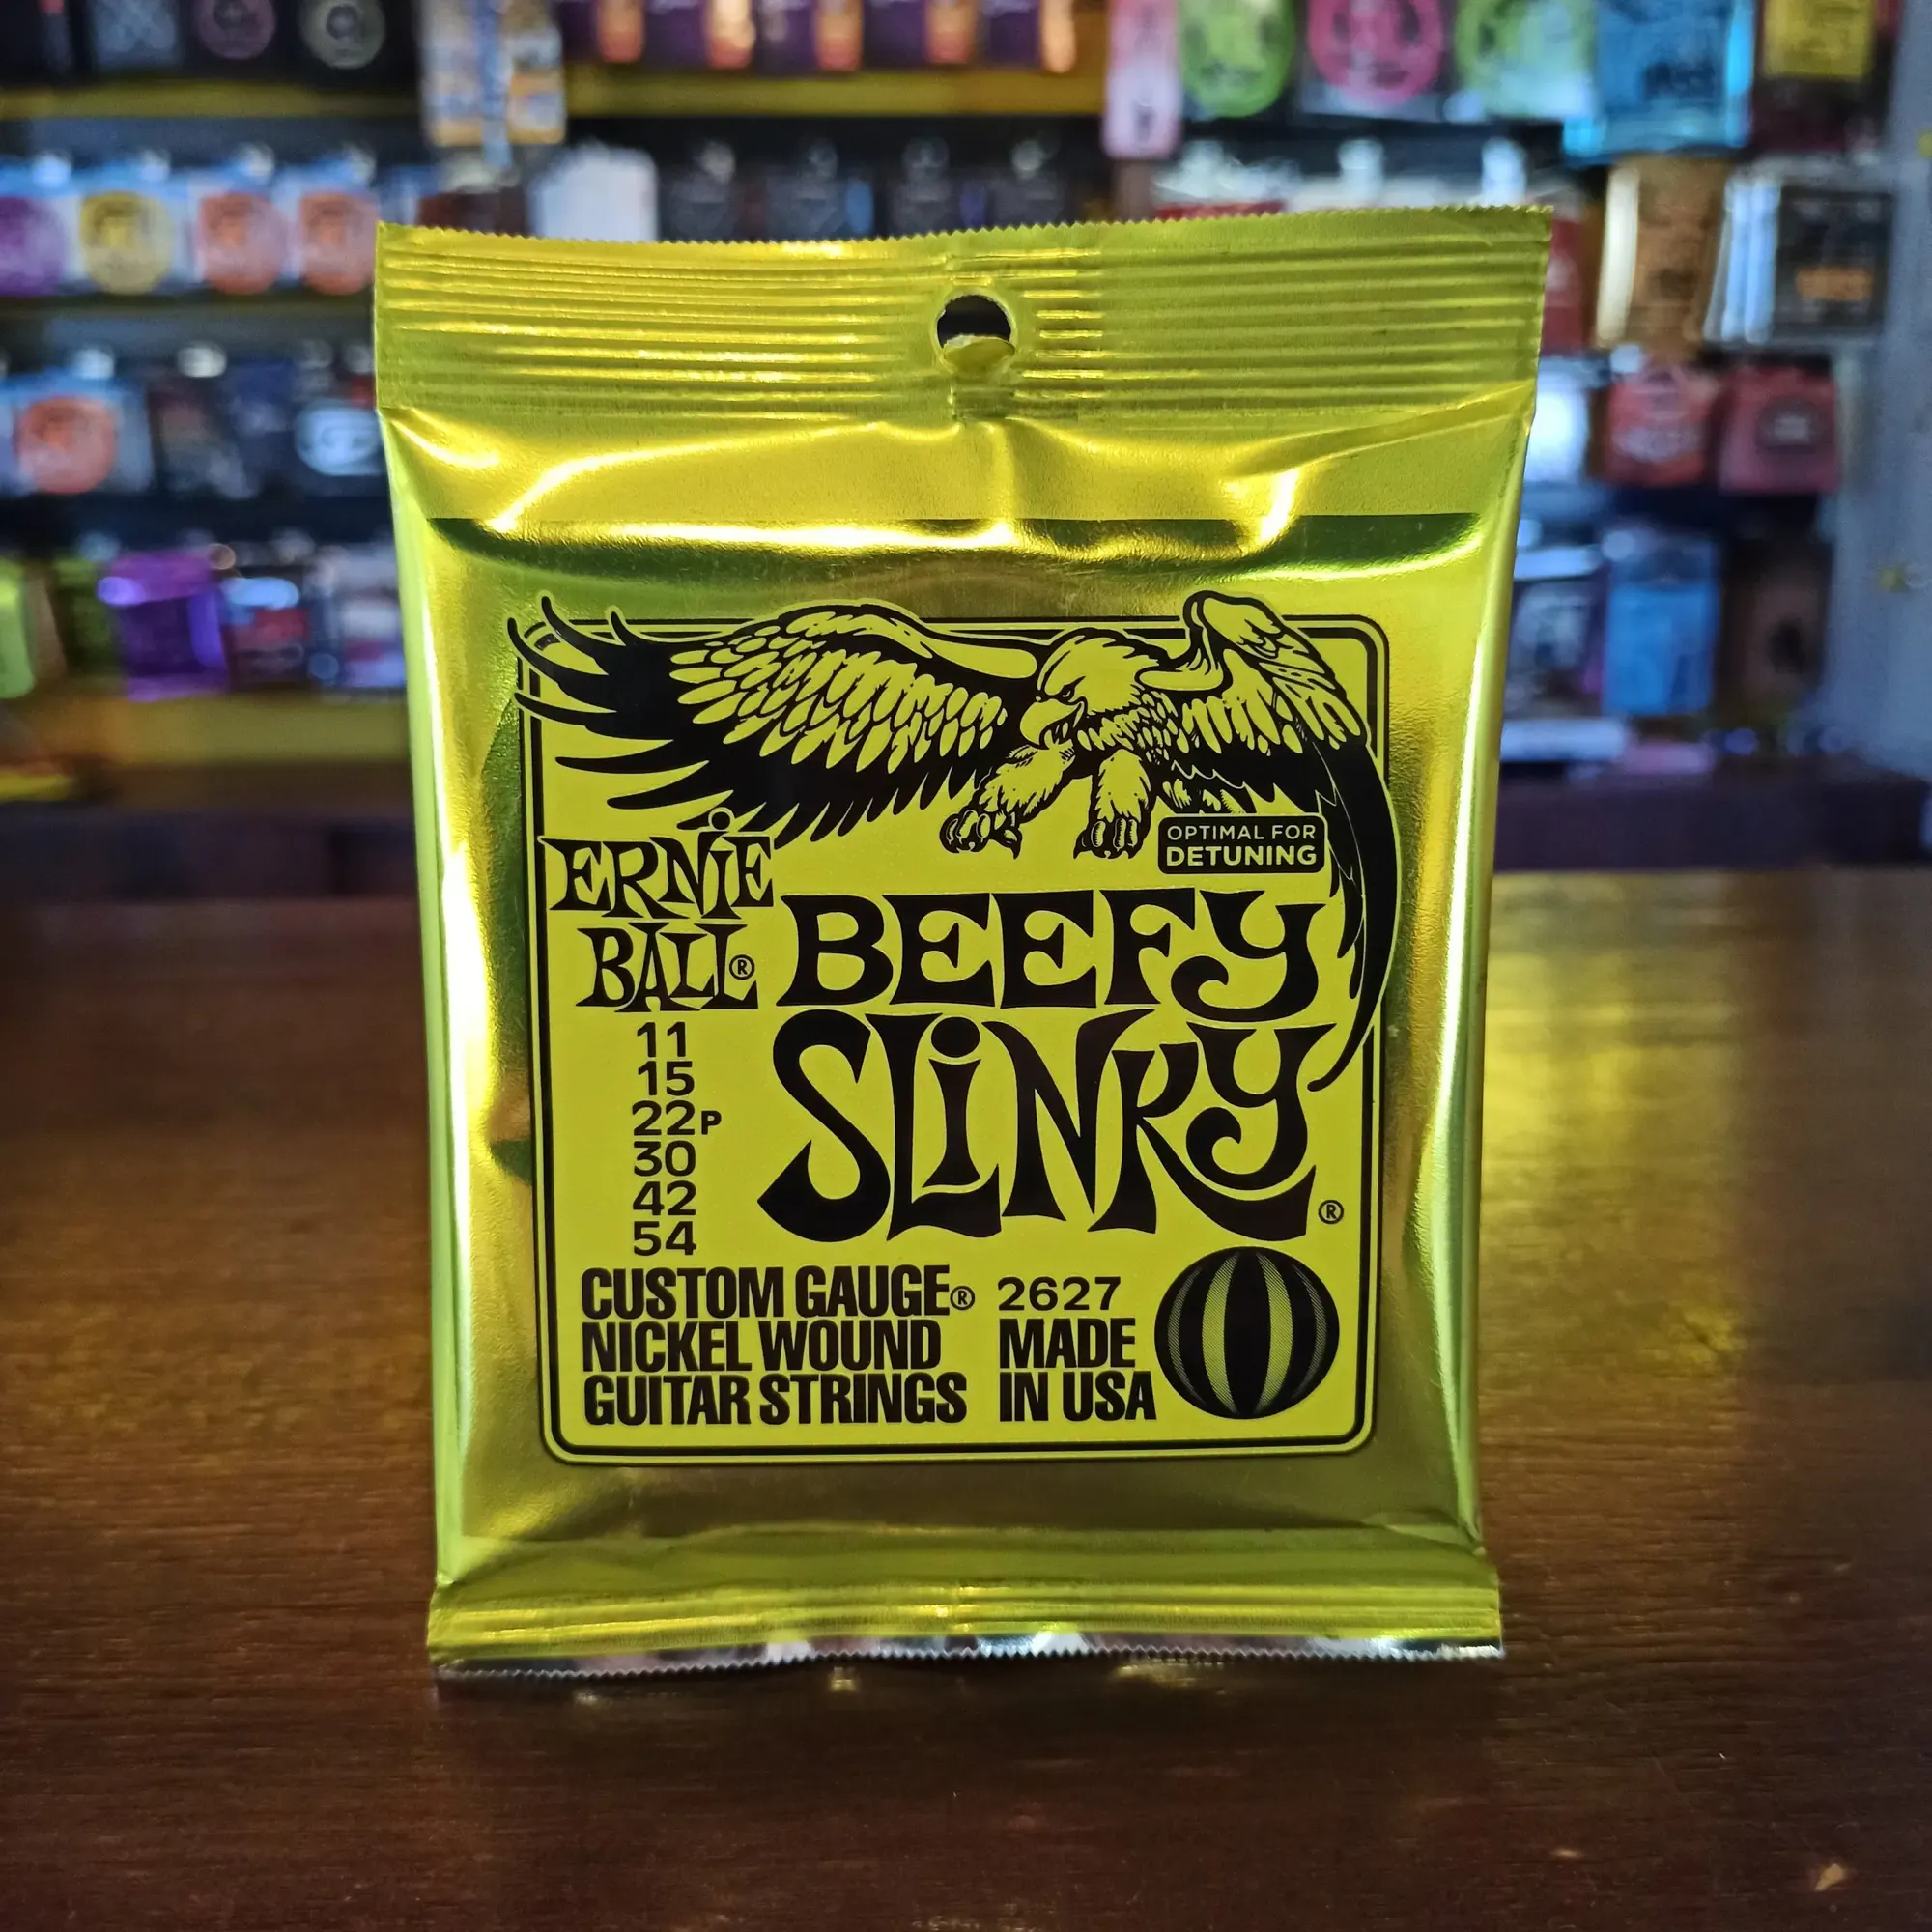 OPTIMAL FOR
DETUNING
ERNiE
BALL®
BEEFY
SLiNKY®
11
15
22P
30
42
54
CUSTOM GAUGE®
NICKEL WOUND
GUITAR STRINGS
2627
MADE
IN USA